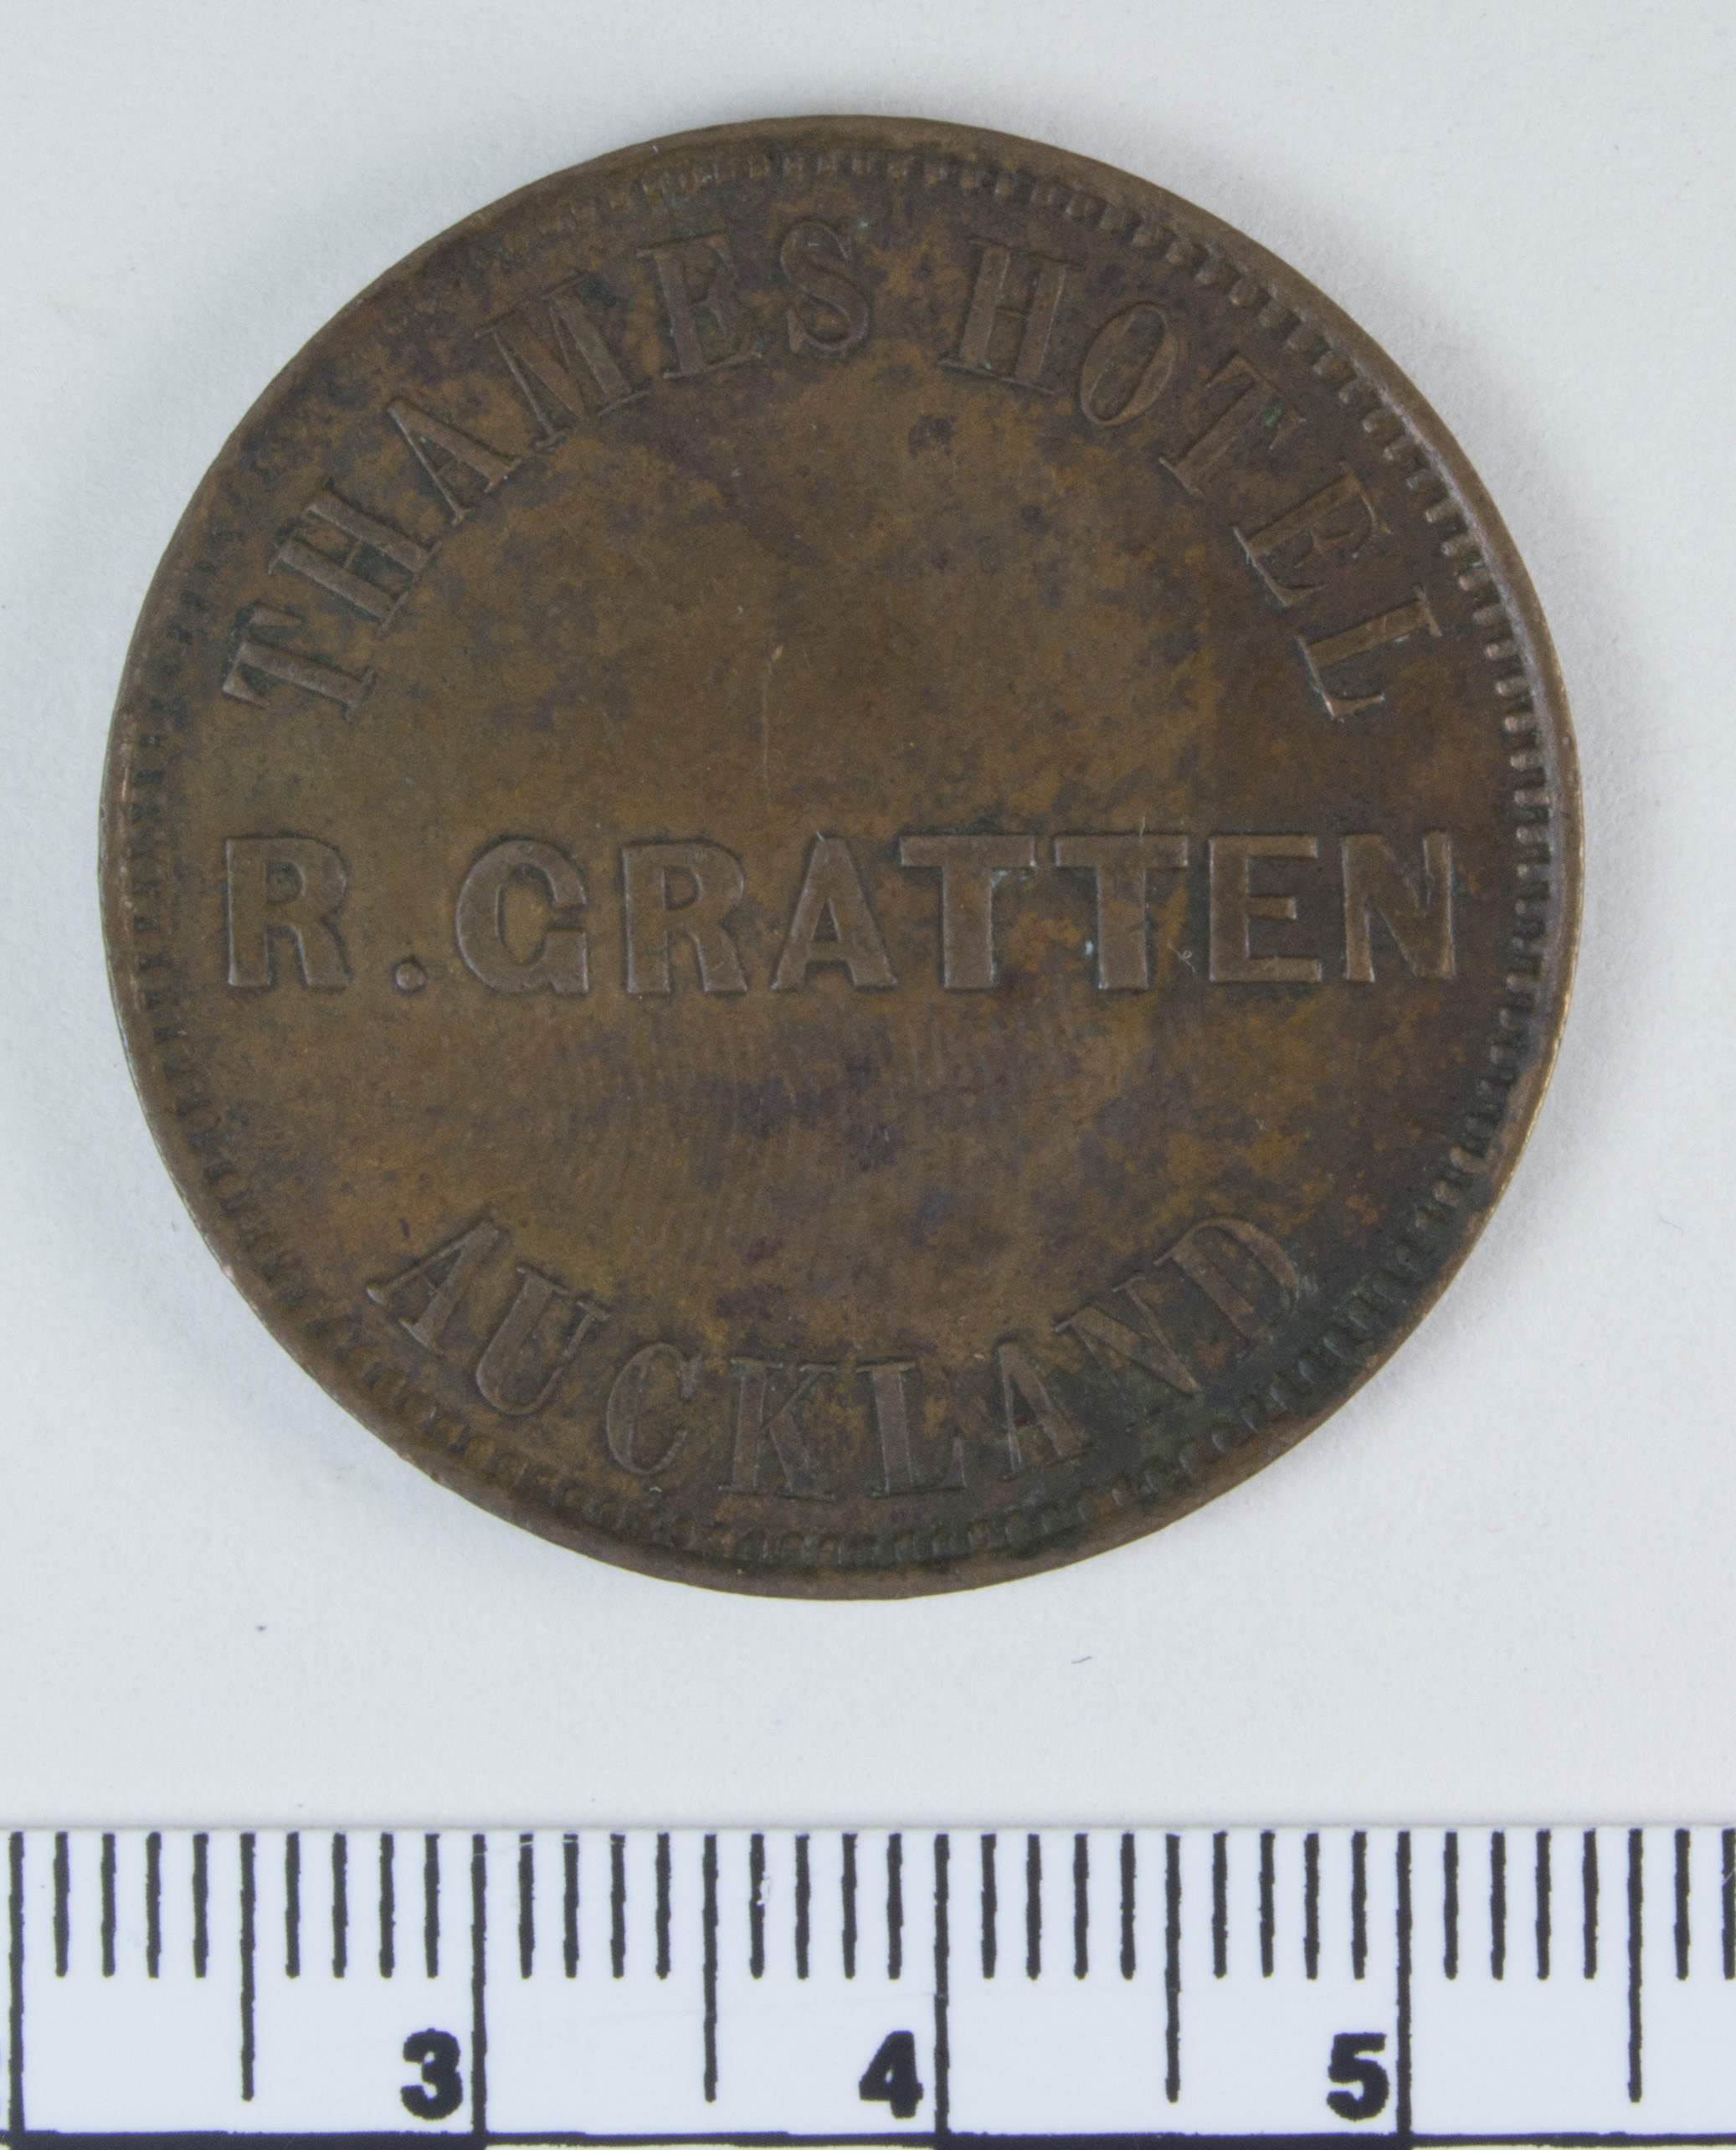 THAMES HOTEL
R. GRATTEN
AUCKLAND
3 4 5